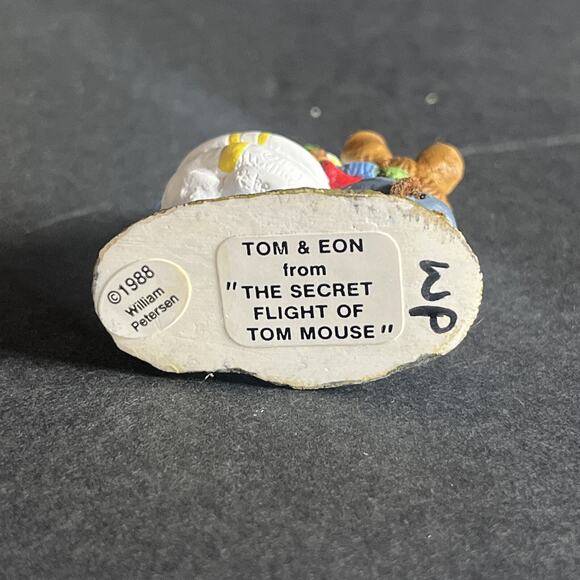 ©1988
William
Petersen
TOM & EON
from
"THE SECRET
FLIGHT OF
TOM MOUSE"
WP